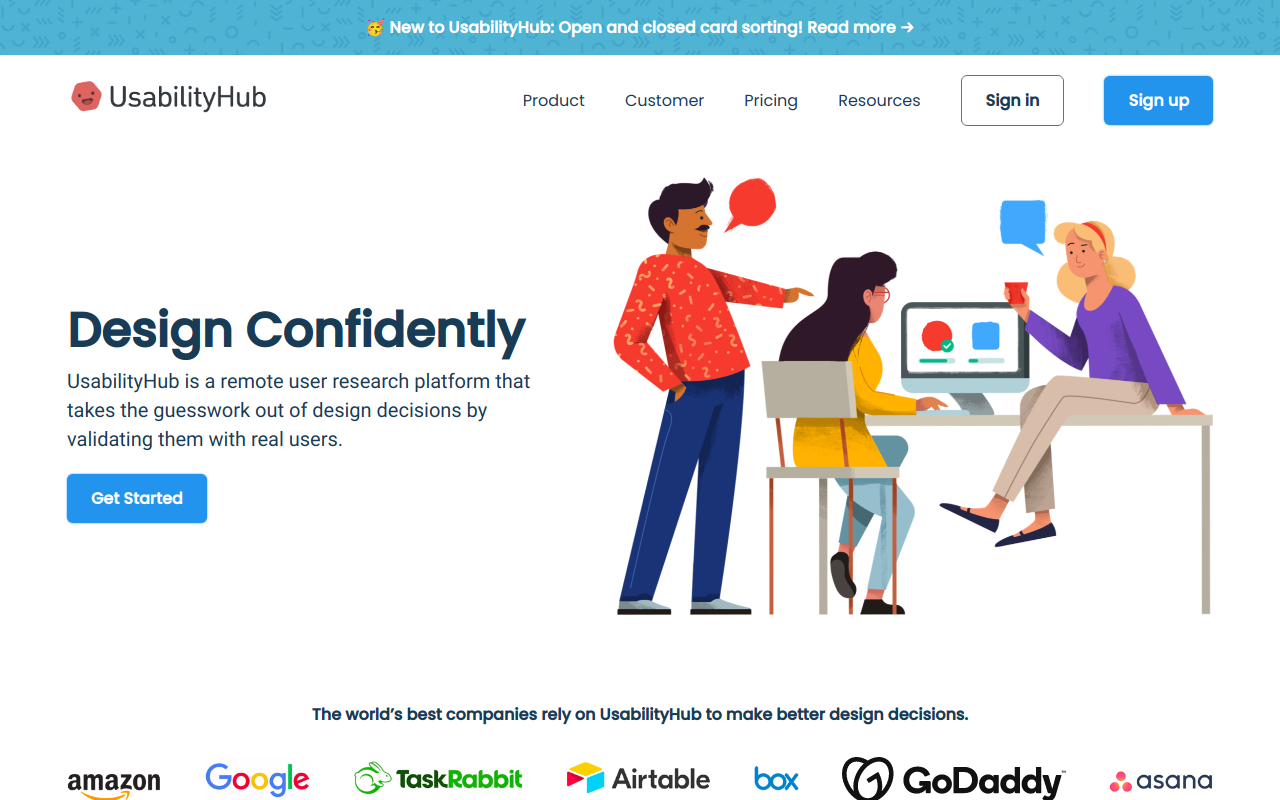 🥳 New to UsabilityHub: Open and closed card sorting! Read more →
UsabilityHub
Product
Customer
Pricing
Resources
Sign in
Sign up
Design Confidently
UsabilityHub is a remote user research platform that
takes the guesswork out of design decisions by
validating them with real users.
Get Started
The world’s best companies rely on UsabilityHub to make better design decisions.
amazon
Google
TaskRabbit
Airtable
box
GoDaddy™
asana